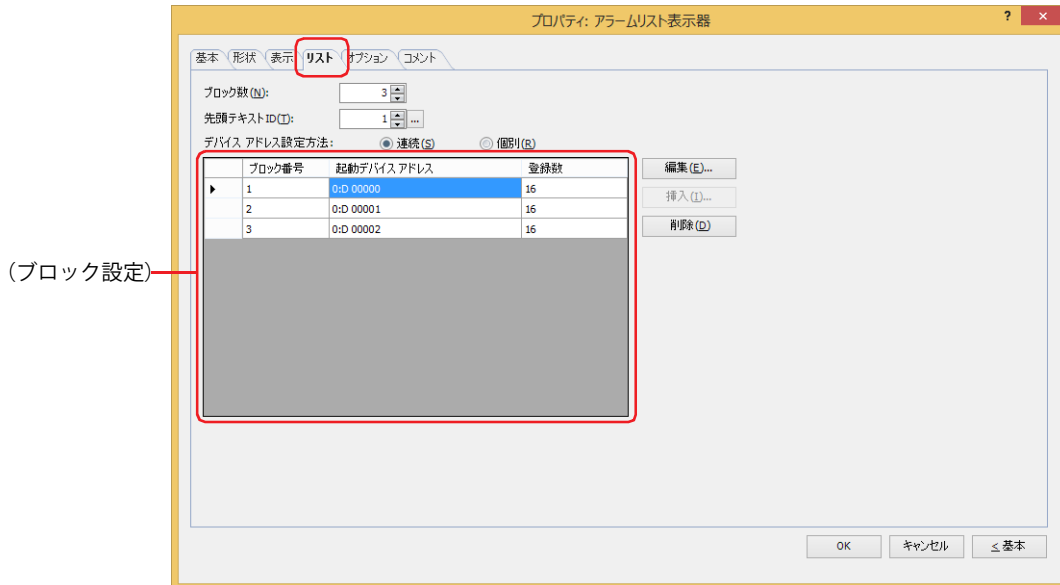 プロパティ: アラームリスト表示器
? ×
基本 形状 表示 リスト オプション コメント
ブロック数(N): 3
先頭テキストID(T): 1 ...
デバイス アドレス設定方法: 連続(S) 個別(R)
ブロック番号 起動デバイス アドレス 登録数
1 0:D 00000 16
2 0:D 00001 16
3 0:D 00002 16
編集(E)...
挿入(I)...
削除(D)
(ブロック設定)
OK キャンセル <基本